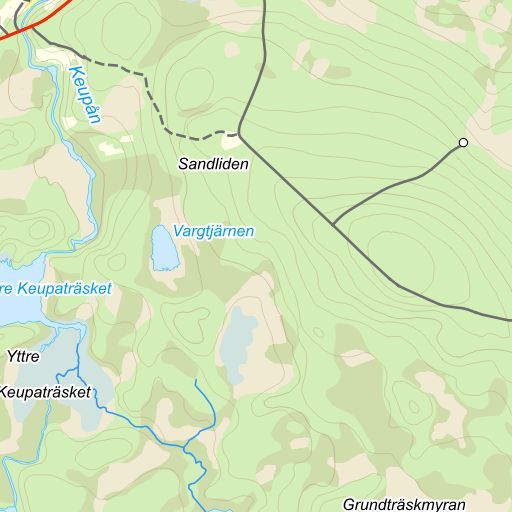 Keupån
Sandliden
Vargtjärnen
re Keupaträsket
Yttre
Keupaträsket
Grundträskmyran